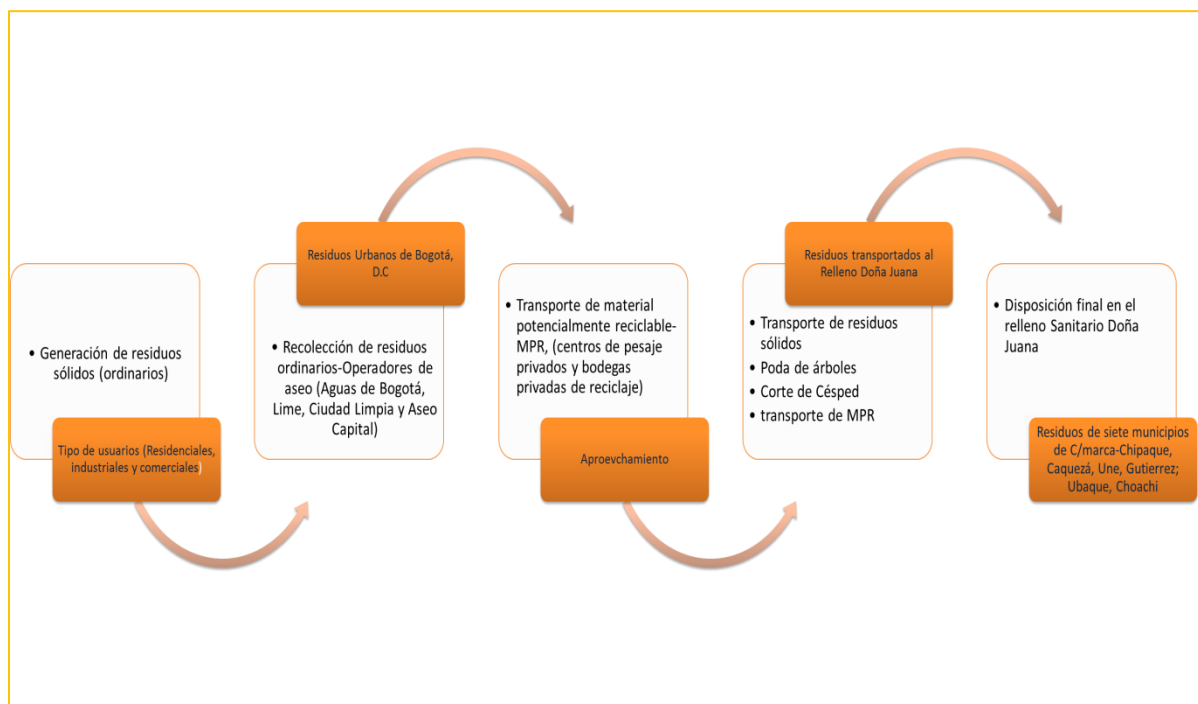 • Generación de residuos
sólidos (ordinarios)
Tipo de usuarios (Residenciales,
industriales y comerciales)
Residuos Urbanos de Bogotá,
D.C
• Recolección de residuos
ordinarios-Operadores de
aseo (Aguas de Bogotá,
Lime, Ciudad Limpia y Aseo
Capital)
• Transporte de material
potencialmente reciclable-
MPR, (centros de pesaje
privados y bodegas
privadas de reciclaje)
Aproevchamiento
Residuos transportados al
Relleno Doña Juana
• Transporte de residuos
sólidos
• Poda de árboles
• Corte de Césped
• transporte de MPR
• Disposición final en el
relleno Sanitario Doña
Juana
Residuos de siete municipios
de C/marca-Chipaque,
Caquezá, Une, Gutierrez;
Ubaque, Choachi